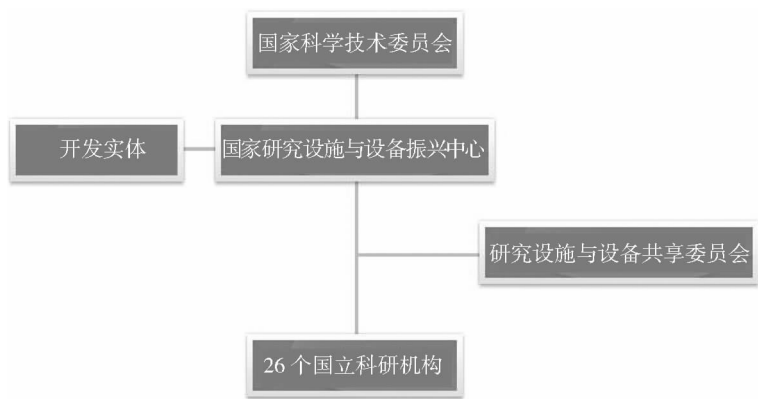 国家科学技术委员会
开发实体
国家研究设施与设备振兴中心
研究设施与设备共享委员会
26 个国立科研机构